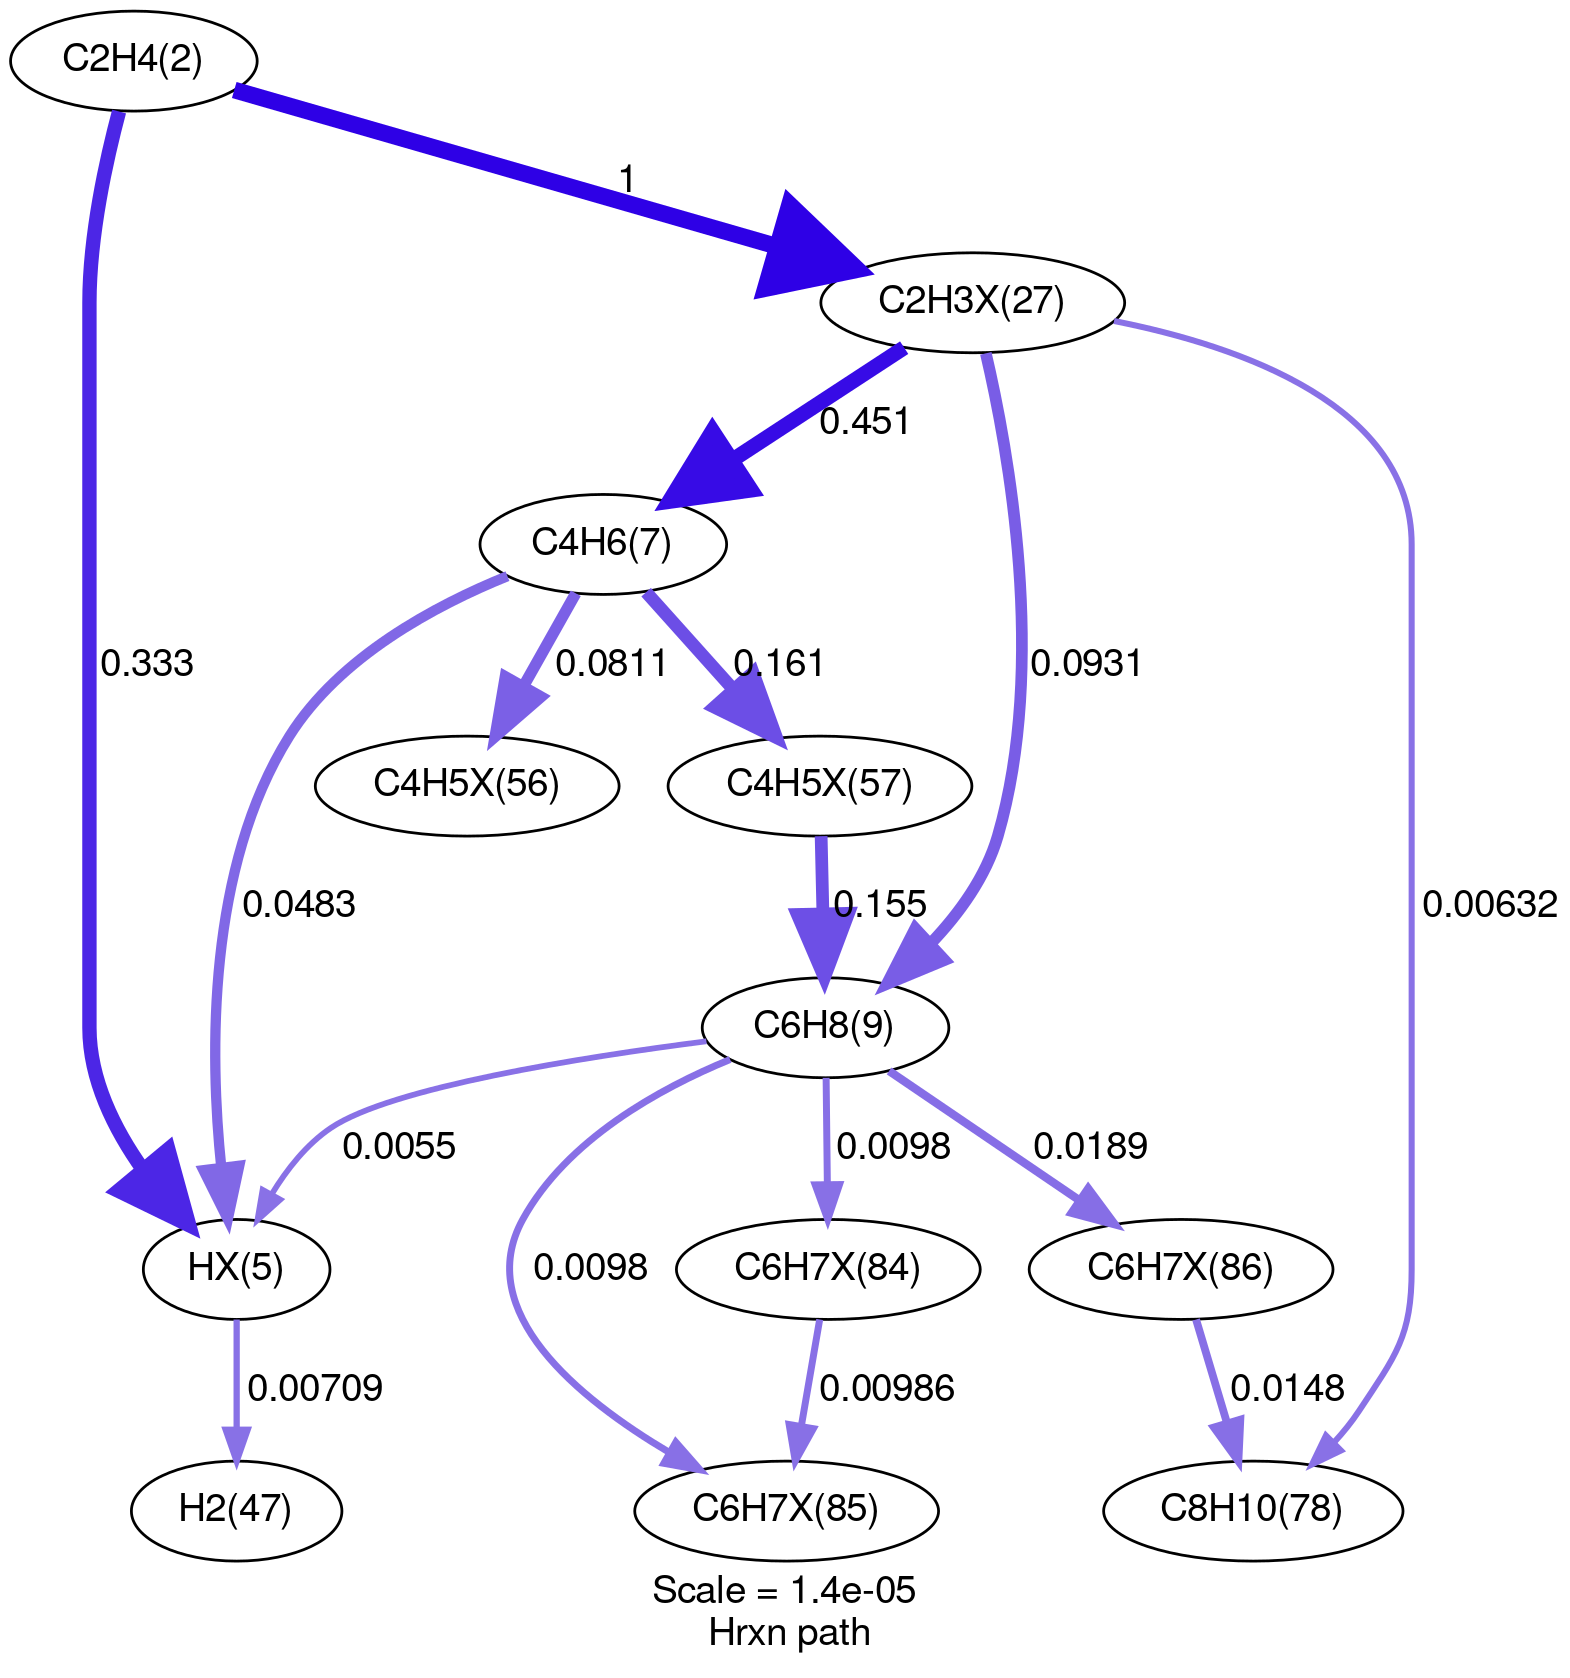 C2H4(2)
1
C2H3X(27)
0.451
C4H6(7)
0.333
0.0811
0.161
0.0931
C4H5X(56)
C4H5X(57)
0.0483
0.155
0.00632
C6H8(9)
0.0055
0.0098
0.0189
HX(5)
0.0098
C6H7X(84)
C6H7X(86)
0.00709
0.00986
0.0148
H2(47)
C6H7X(85)
C8H10(78)
Scale = 1.4e-05
Hrxn path